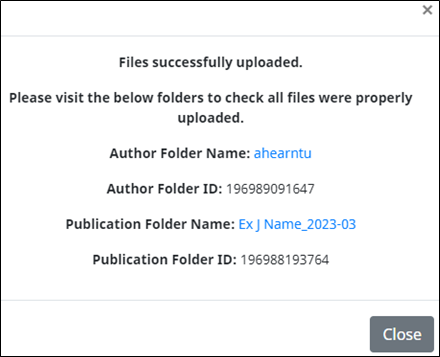 ×
Files successfully uploaded.
Please visit the below folders to check all files were properly
uploaded.
Author Folder Name: ahearntu
Author Folder ID: 196989091647
Publication Folder Name: Ex J Name_2023-03
Publication Folder ID: 196988193764
Close